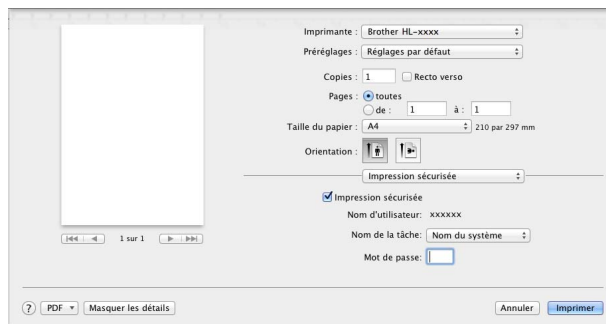 Imprimante : Brother HL-xxxx
Préréglages : Réglages par défaut
Copies : 1 Recto verso
Pages : toutes
de : 1 à : 1
Taille du papier : A4 210 par 297 mm
Orientation :
Impression sécurisée
Impression sécurisée
Nom d'utilisateur: xxxxxx
Nom de la tâche: Nom du système
Mot de passe:
1 sur 1
? PDF Masquer les détails Annuler Imprimer